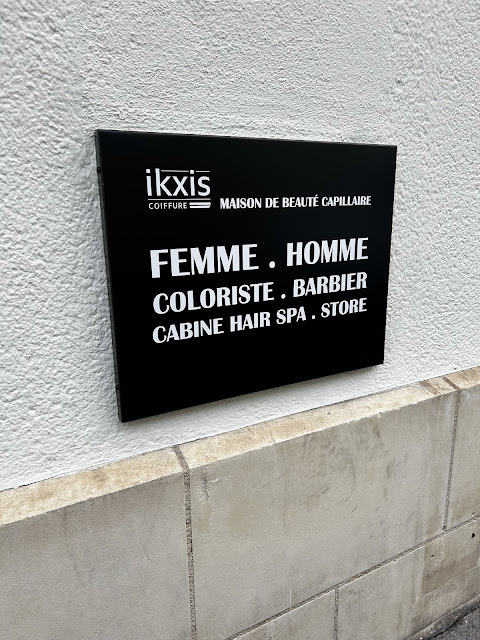 ikxis
COIFFURE MAISON DE BEAUTÉ CAPILLAIRE
FEMME . HOMME
COLORISTE . BARBIER
CABINE HAIR SPA . STORE